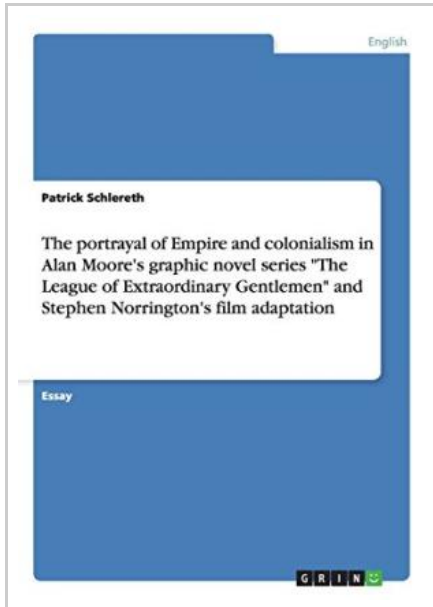 English
Patrick Schlereth
The portrayal of Empire and colonialism in
Alan Moore's graphic novel series "The
League of Extraordinary Gentlemen" and
Stephen Norrington's film adaptation
Essay
GRIN